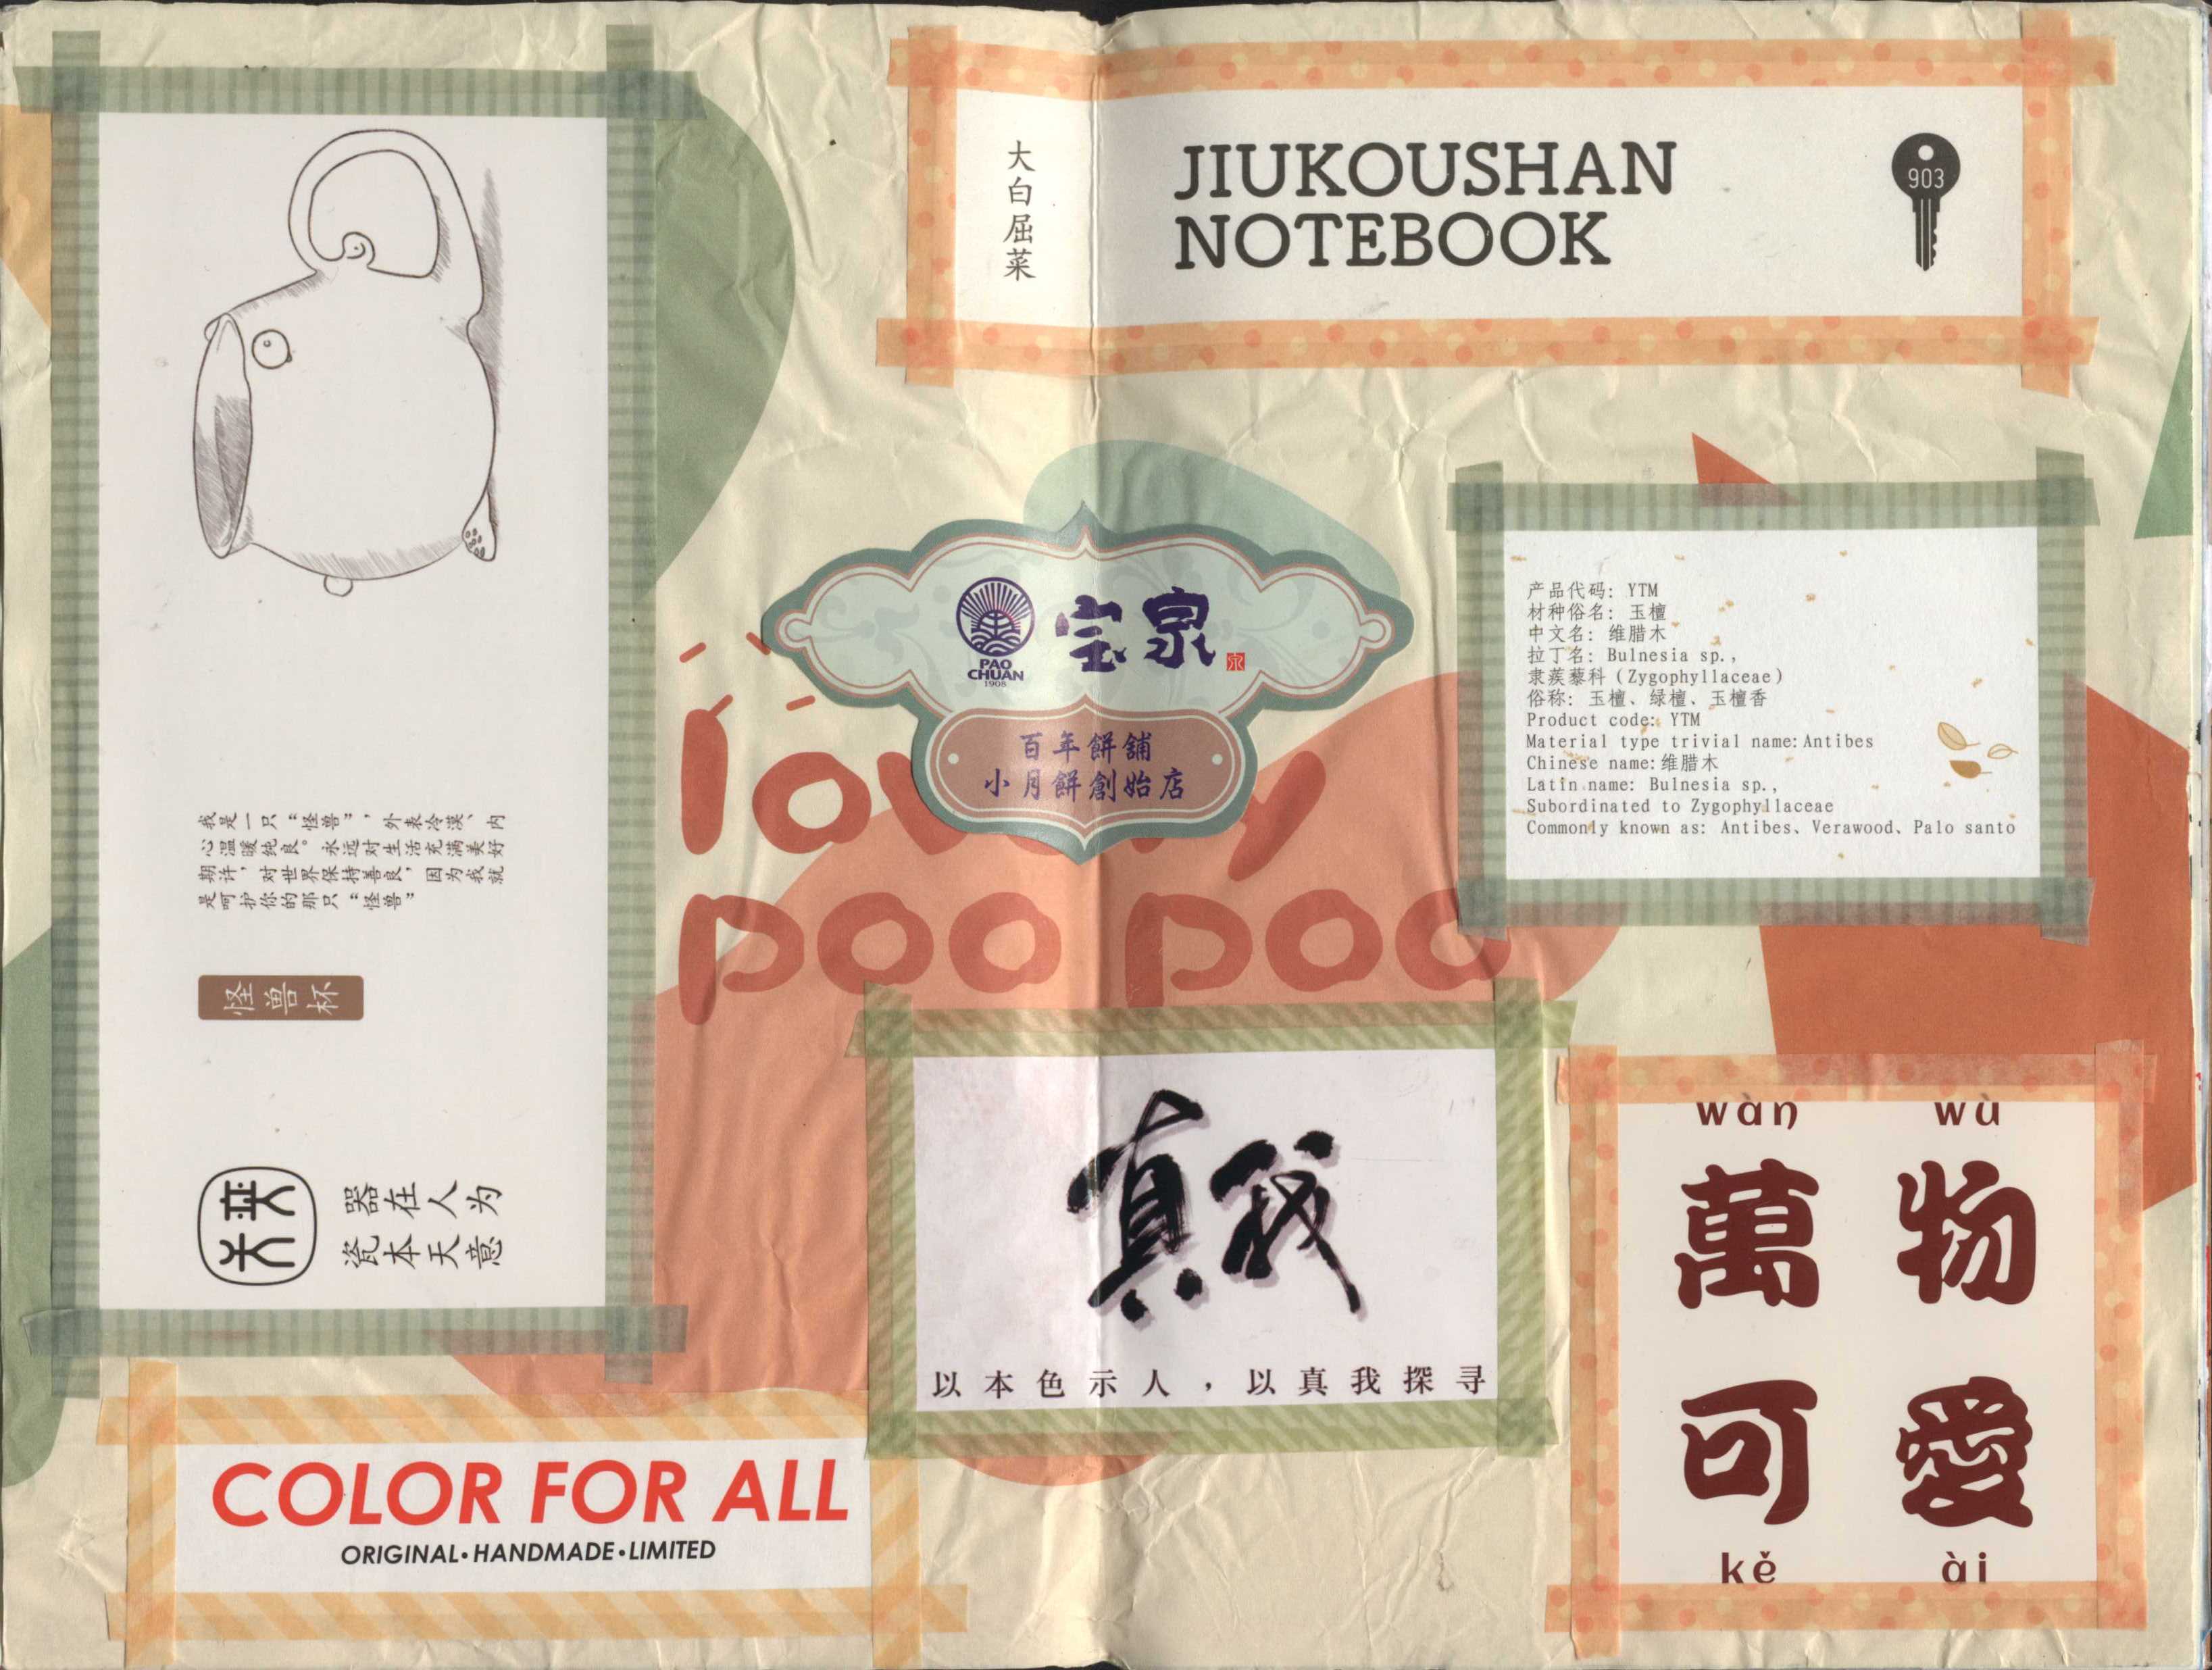 大白屈菜
JIUKOUSHAN
NOTEBOOK
903
我是一只“怪兽”，外表冷漠、内
心温暖纯良。永远对生活充满美好
期许，对世界保持善良，因为我就
是呵护你的那只“怪兽”
怪兽杯
器在人为
瓷本天意
PAO
CHUAN
1908
宝泉
百年餅舖
小月餅創始店
poo poo
产品代码: YTM
材种俗名: 玉檀
中文名: 维腊木
拉丁名: Bulnesia sp.,
隶蒺藜科 (Zygophyllaceae)
俗称: 玉檀、绿檀、玉檀香
Product code: YTM
Material type trivial name:Antibes
Chinese name:维腊木
Latin name: Bulnesia sp.,
Subordinated to Zygophyllaceae
Commonly known as: Antibes、Verawood、Palo santo
真我
以本色示人，以真我探寻
wàn wù
萬物
可愛
kě ài
COLOR FOR ALL
ORIGINAL•HANDMADE•LIMITED